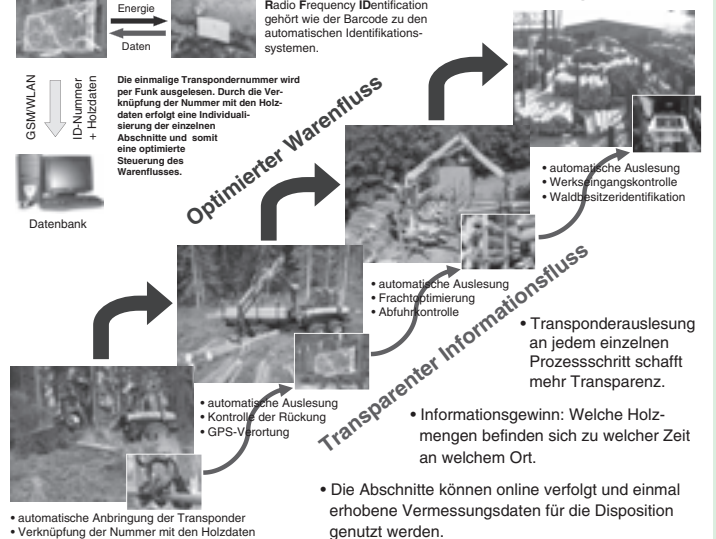 Energie
Daten
Radio Frequency IDentification
gehört wie der Barcode zu den
automatischen Identifikations-
systemen.
GSM/WLAN
ID-Nummer
+ Holzdaten
Die einmalige Transpondernummer wird
per Funk ausgelesen. Durch die Ver-
knüpfung der Nummer mit den Holz-
daten erfolgt eine Individuali-
sierung der einzelnen
Abschnitte und somit
eine optimierte
Steuerung des
Warenflusses.
Datenbank
Optimierter Warenfluss
• automatische Auslesung
• Werkseingangskontrolle
• Waldbesitzeridentifikation
• automatische Auslesung
• Frachtoptimierung
• Abfuhrkontrolle
Transparenter Informationsfluss
• automatische Auslesung
• Kontrolle der Rückung
• GPS-Verortung
• automatische Anbringung der Transponder
• Verknüpfung der Nummer mit den Holzdaten
• Transponderauslesung
an jedem einzelnen
Prozessschritt schafft
mehr Transparenz.
• Informationsgewinn: Welche Holz-
mengen befinden sich zu welcher Zeit
an welchem Ort.
• Die Abschnitte können online verfolgt und einmal
erhobene Vermessungsdaten für die Disposition
genutzt werden.